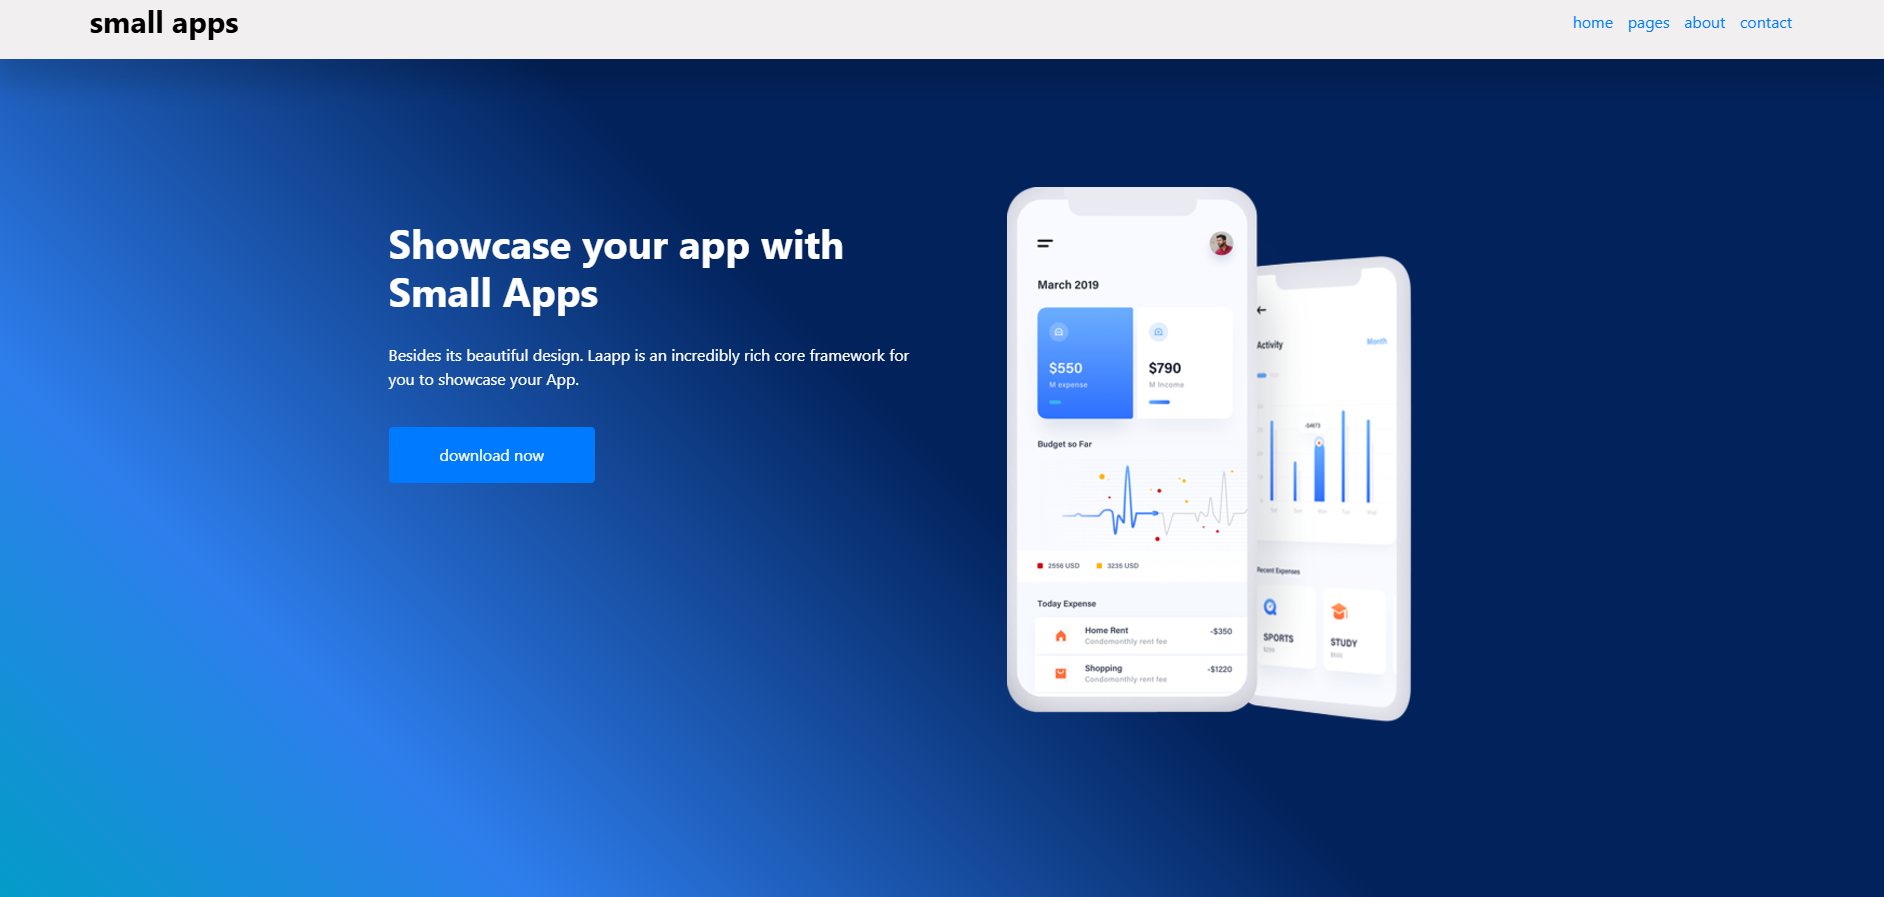 small apps
home pages about contact
Showcase your app with
Small Apps
Besides its beautiful design. Laapp is an incredibly rich core framework for
you to showcase your App.
download now
March 2019
$550
M expense
$790
M Income
Budget so Far
2556 USD
3235 USD
Today Expense
Home Rent
-$350
Condomonthly rent fee
Shopping
-$1220
Condomonthly rent fee
Activity
Month
Recent Expenses
SPORTS
STUDY